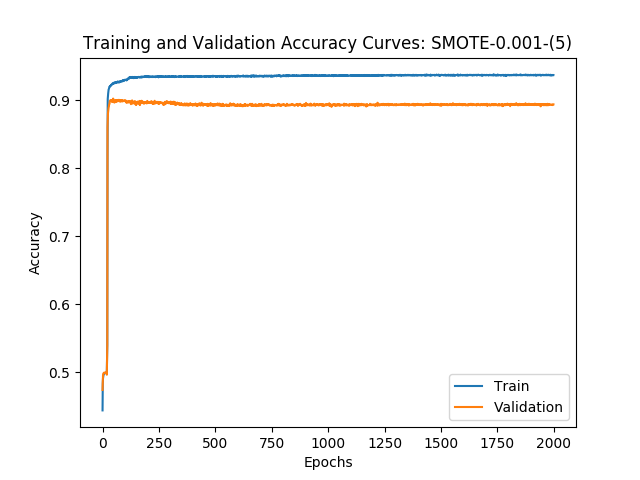 Training and Validation Accuracy Curves: SMOTE-0.001-(5)
0.9
0.8
0.7
0.6
0.5
Accuracy
Train
Validation
0 250 500 750 1000 1250 1500 1750 2000
Epochs